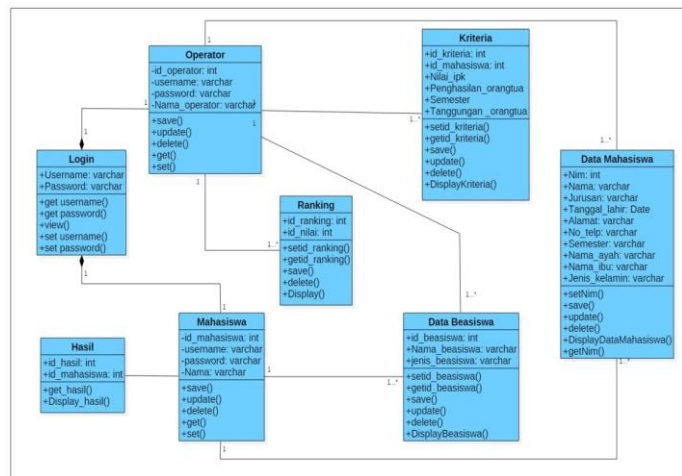 Operator
-id_operator: int
-username: varchar
-password: varchar
-Nama_operator: varchar
+save()
+update()
+delete()
+get()
+set()
Kriteria
+id_kriteria: int
+id_mahasiswa: int
+Nilai_ipk
+Penghasilan_orangtua
+Semester
+Tanggungan_orangtua
+setid_kriteria()
+getid_kriteria()
+save()
+update()
+delete()
+DisplayKriteria()
Login
+Username: varchar
+Password: varchar
+get username()
+get password()
+view()
+set username()
+set password()
Ranking
+id_ranking: int
+id_nilai: int
+setid_ranking()
+getid_ranking()
+save()
+delete()
+Display()
Data Mahasiswa
+Nim: int
+Nama: varchar
+Jurusan: varchar
+Tanggal_lahir: Date
+Alamat: varchar
+No_telp: varchar
+Semester: varchar
+Nama_ayah: varchar
+Nama_ibu: varchar
+Jenis_kelamin: varchar
+setNim()
+save()
+update()
+delete()
+DisplayDataMahasiswa()
+getNim()
Hasil
+id_hasil: int
+id_mahasiswa: int
+get_hasil()
+Display_hasil()
Mahasiswa
-id_mahasiswa: int
-username: varchar
-password: varchar
-Nama: varchar
+save()
+update()
+delete()
+get()
+set()
Data Beasiswa
+id_beasiswa: int
+Nama_beasiswa: varchar
+jenis_beasiswa: varchar
+setid_beasiswa()
+getid_beasiswa()
+save()
+update()
+delete()
+DisplayBeasiswa()
1
1
1
1
1
1
1..*
1..*
1..*
1..*
1
1
1
1..*
1
1..*